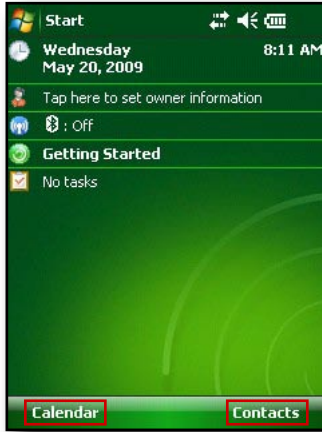 Start
Wednesday 8:11 AM
May 20, 2009
Tap here to set owner information
: Off
Getting Started
No tasks
Calendar Contacts